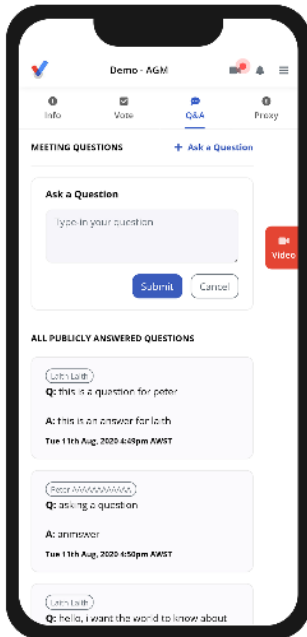 Demo - AGM
Info
Vote
Q&A
Proxy
MEETING QUESTIONS
+ Ask a Question
Ask a Question
Type-in your question
Video
Submit
Cancel
ALL PUBLICLY ANSWERED QUESTIONS
Laith Laith
Q: this is a question for peter
A: this is an answer for laith
Tue 11th Aug, 2020 4:49pm AWST
Peter AAAAAAAAAAAA
Q: asking a question
A: anmswer
Tue 11th Aug, 2020 4:50pm AWST
Laith Laith
Q: hello, i want the world to know about